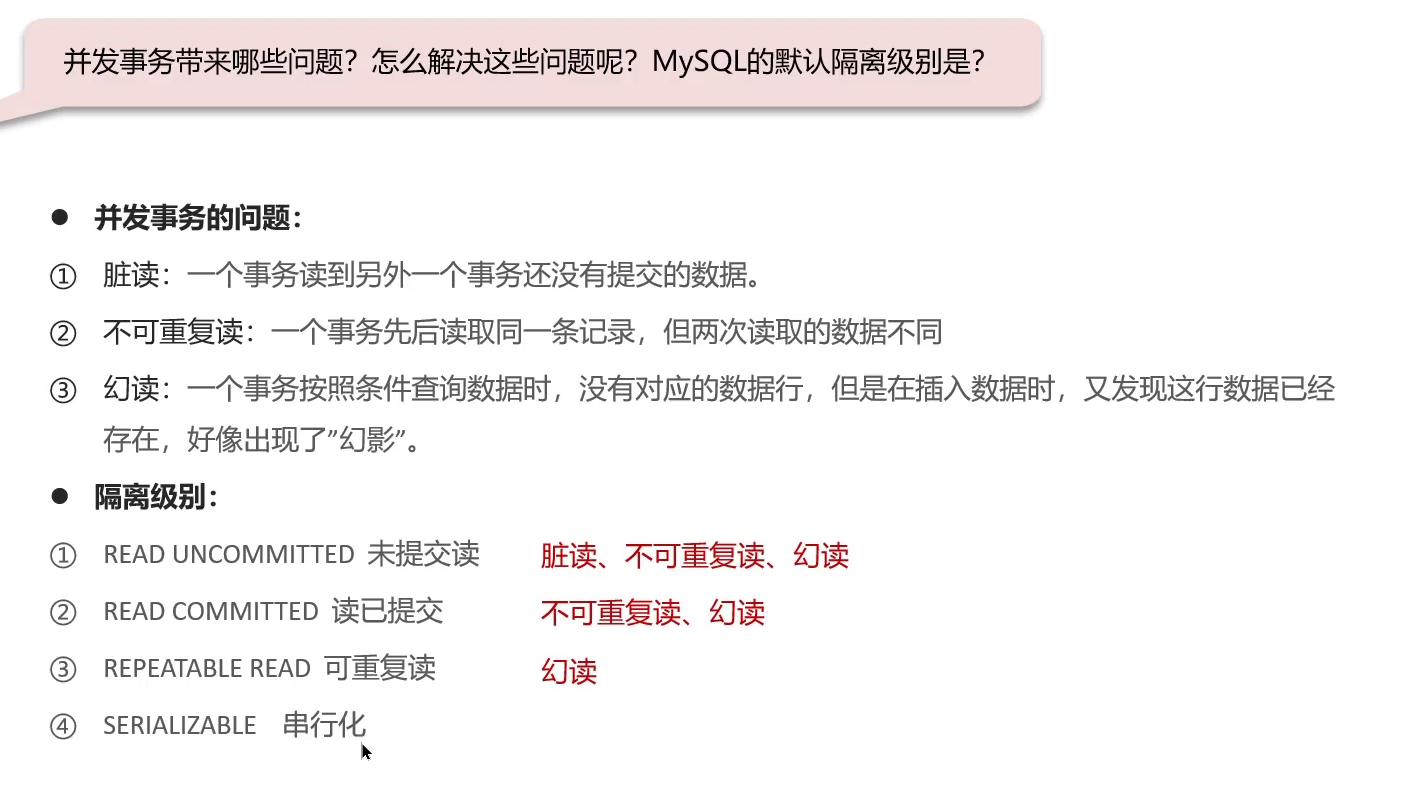 并发事务带来哪些问题？怎么解决这些问题呢？MySQL的默认隔离级别是？
● 并发事务的问题：
① 脏读：一个事务读到另外一个事务还没有提交的数据。
② 不可重复读：一个事务先后读取同一条记录，但两次读取的数据不同
③ 幻读：一个事务按照条件查询数据时，没有对应的数据行，但是在插入数据时，又发现这行数据已经
存在，好像出现了”幻影”。
● 隔离级别：
① READ UNCOMMITTED 未提交读 脏读、不可重复读、幻读
② READ COMMITTED 读已提交 不可重复读、幻读
③ REPEATABLE READ 可重复读 幻读
④ SERIALIZABLE 串行化